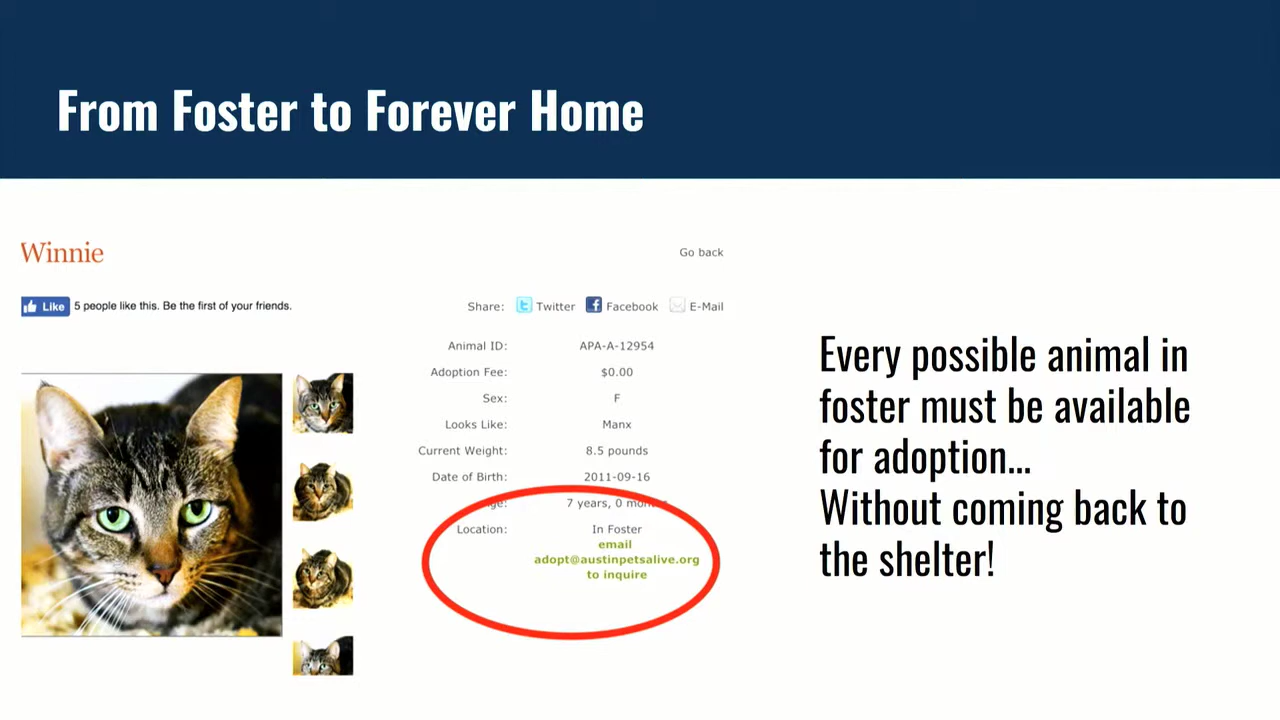 From Foster to Forever Home
Winnie
Go back
Like 5 people like this. Be the first of your friends.
Share: Twitter Facebook E-Mail
Animal ID: APA-A-12954
Adoption Fee: $0.00
Sex: F
Looks Like: Manx
Current Weight: 8.5 pounds
Date of Birth: 2011-09-16
7 years, 0
Location: In Foster
email
adopt@austinpetsalive.org
to inquire
Every possible animal in
foster must be available
for adoption...
Without coming back to
the shelter!